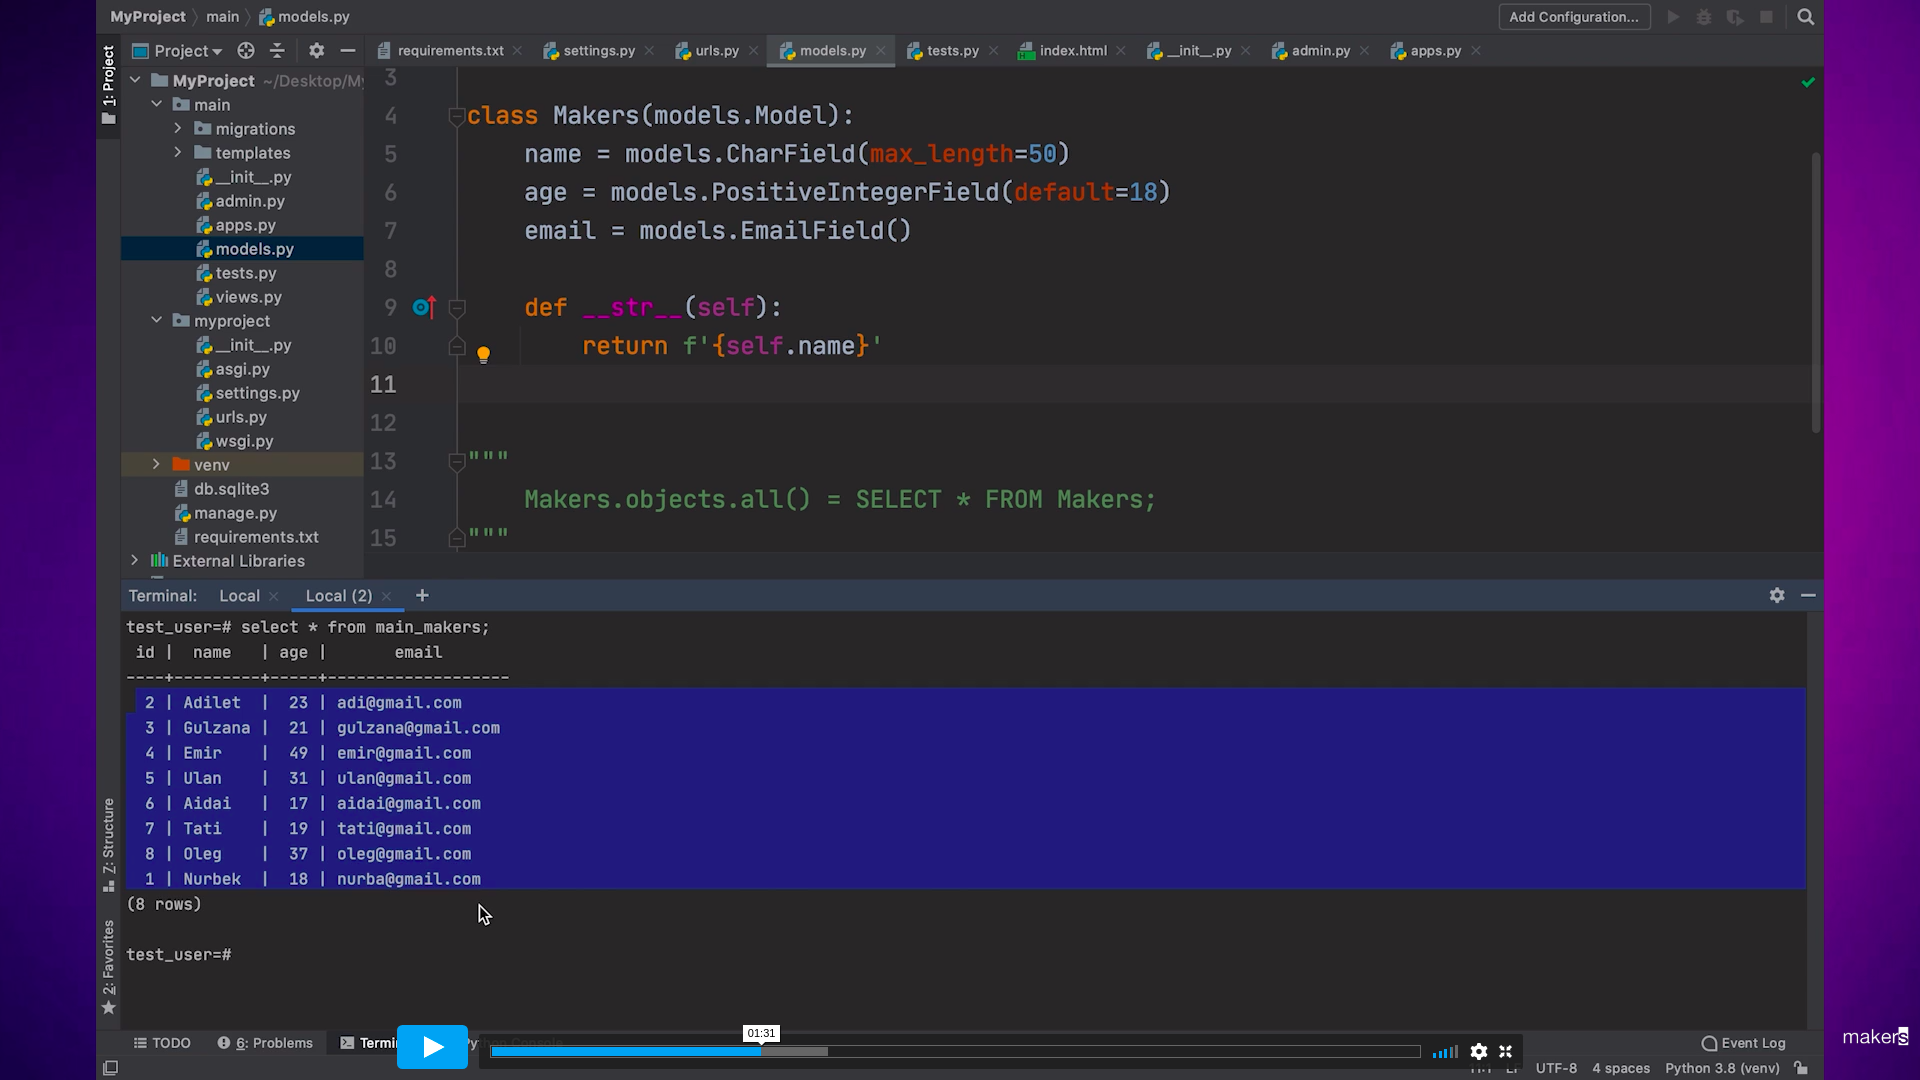 MyProject main models.py Add Configuration...
1: Project
Project requirements.txt settings.py urls.py models.py tests.py index.html __init__.py admin.py apps.py
MyProject ~/Desktop/My
main
migrations
templates
__init__.py
admin.py
apps.py
models.py
tests.py
views.py
myproject
__init__.py
asgi.py
settings.py
urls.py
wsgi.py
venv
db.sqlite3
manage.py
requirements.txt
External Libraries
3
4 class Makers(models.Model):
5 name = models.CharField(max_length=50)
6 age = models.PositiveIntegerField(default=18)
7 email = models.EmailField()
8
9 def __str__(self):
10 return f'{self.name}'
11
12
13 """
14 Makers.objects.all() = SELECT * FROM Makers;
15 """
Terminal: Local Local (2) +
test_user=# select * from main_makers;
id | name | age | email
----+---------+-----+-------------------
2 | Adilet | 23 | adi@gmail.com
3 | Gulzana | 21 | gulzana@gmail.com
4 | Emir | 49 | emir@gmail.com
5 | Ulan | 31 | ulan@gmail.com
6 | Aidai | 17 | aidai@gmail.com
7 | Tati | 19 | tati@gmail.com
8 | Oleg | 37 | oleg@gmail.com
1 | Nurbek | 18 | nurba@gmail.com
(8 rows)
test_user=#
Z: Structure
2: Favorites
01:31
TODO 6: Problems Termi Console Event Log
UTF-8 4 spaces Python 3.8 (venv)
makers